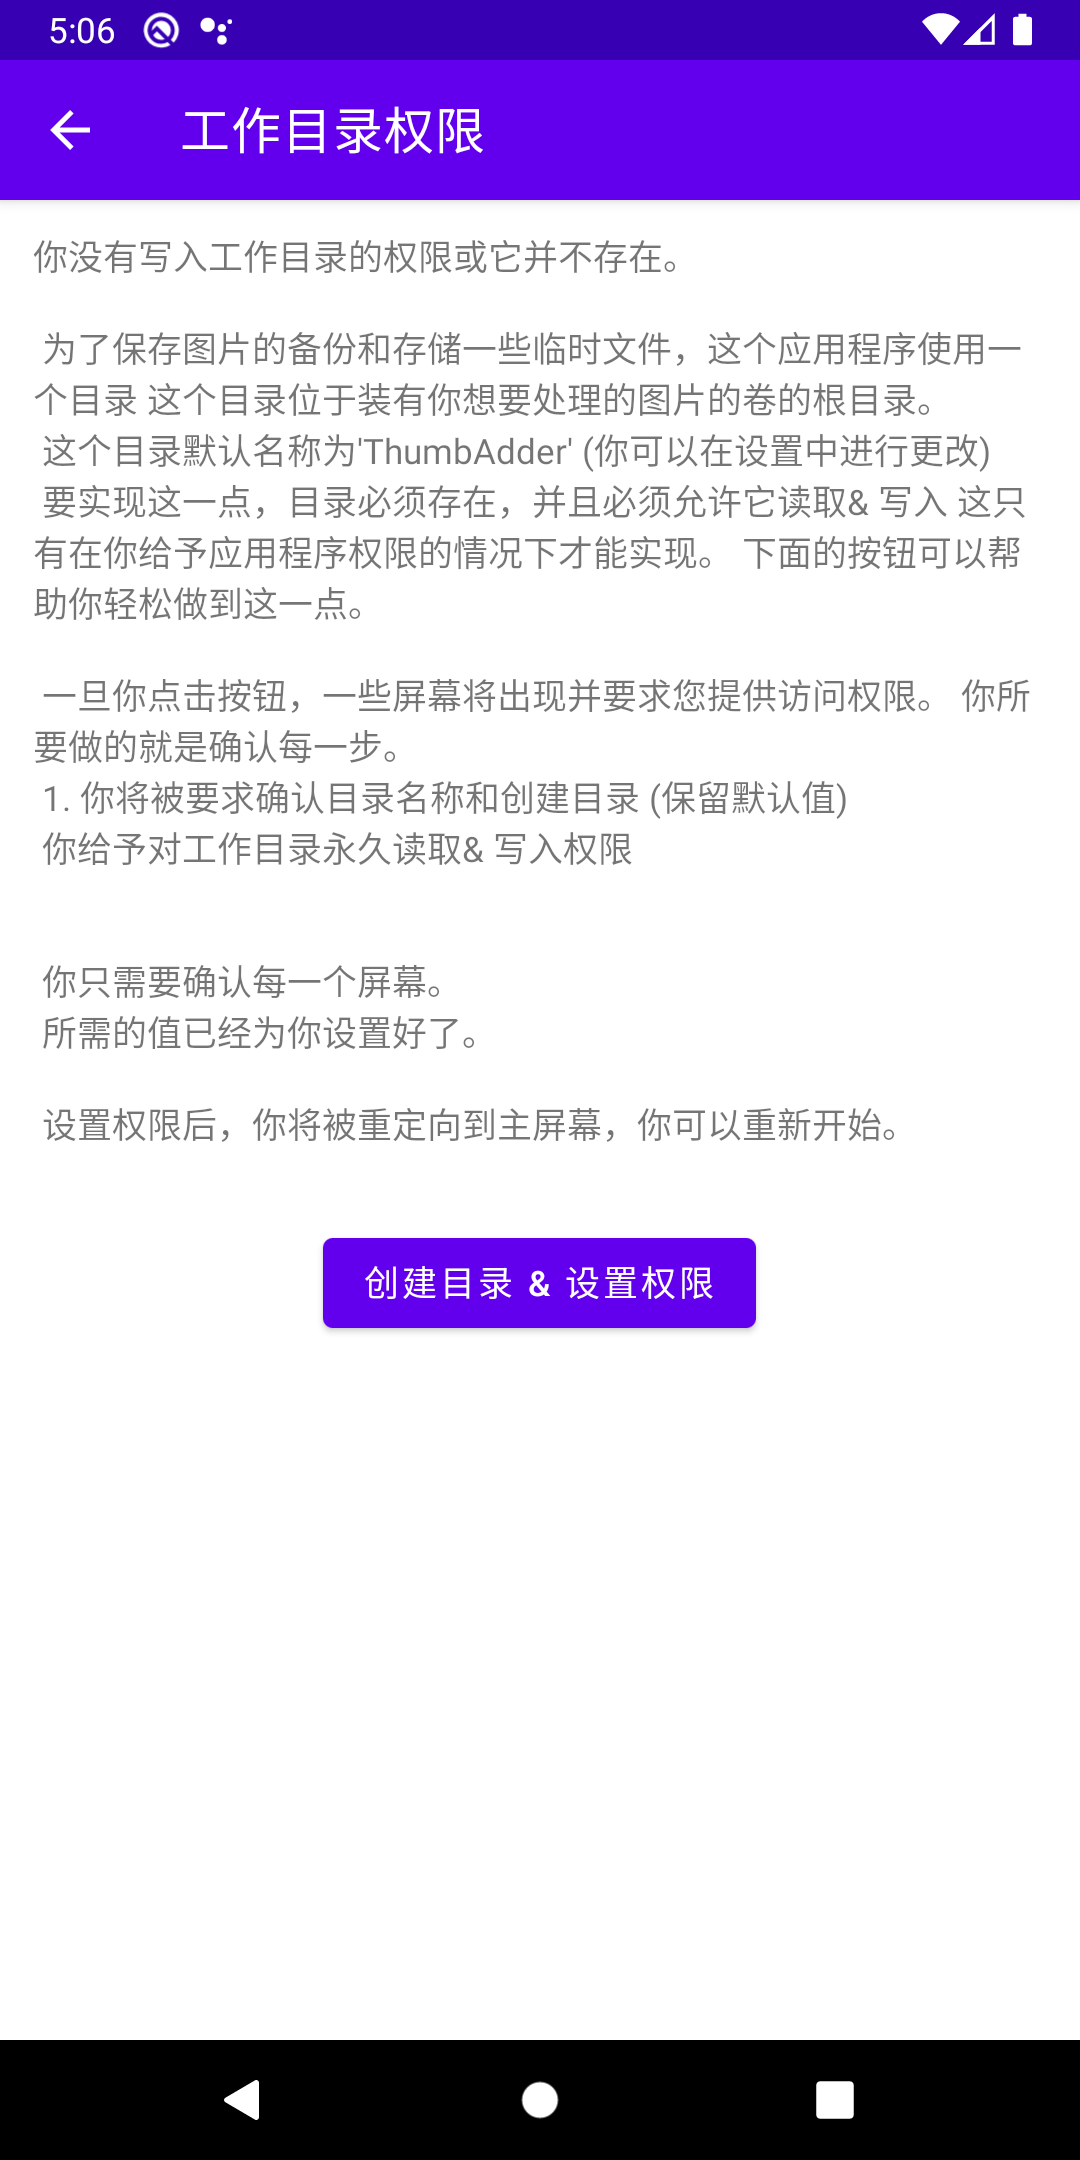 5:06
工作目录权限
你没有写入工作目录的权限或它并不存在。
为了保存图片的备份和存储一些临时文件，这个应用程序使用一
个目录 这个目录位于装有你想要处理的图片的卷的根目录。
这个目录默认名称为'ThumbAdder' (你可以在设置中进行更改)
要实现这一点，目录必须存在，并且必须允许它读取& 写入 这只
有在你给予应用程序权限的情况下才能实现。 下面的按钮可以帮
助你轻松做到这一点。
一旦你点击按钮，一些屏幕将出现并要求您提供访问权限。 你所
要做的就是确认每一步。
1. 你将被要求确认目录名称和创建目录 (保留默认值)
你给予对工作目录永久读取& 写入权限
你只需要确认每一个屏幕。
所需的值已经为你设置好了。
设置权限后，你将被重定向到主屏幕，你可以重新开始。
创建目录 & 设置权限